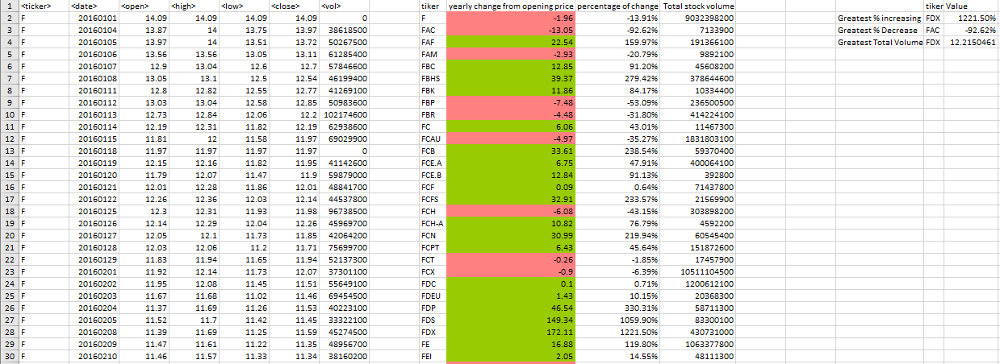 1 <ticker> <date> <open> <high> <low> <close> <vol> tiker yearly change from opening price percentage of change Total stock volume tiker Value
2 F 20160101 14.09 14.09 14.09 14.09 0 F -1.96 -13.91% 9032398200 Greatest % increasing FDX 1221.50%
3 F 20160104 13.87 14 13.75 13.97 38618500 FAC -13.05 -92.62% 7133900 Greatest % Decrease FAC -92.62%
4 F 20160105 13.97 14 13.51 13.72 50267500 FAF 22.54 159.97% 191366100 Greatest Total Volume FDX 12.2150461
5 F 20160106 13.56 13.56 13.05 13.11 61285400 FAM -2.93 -20.79% 9892100
6 F 20160107 12.9 13.04 12.6 12.7 57846600 FBC 12.85 91.20% 45608200
7 F 20160108 13.05 13.1 12.5 12.54 46199400 FBHS 39.37 279.42% 378644600
8 F 20160111 12.8 12.82 12.55 12.77 41269100 FBK 11.86 84.17% 10334400
9 F 20160112 13.03 13.04 12.58 12.85 50983600 FBP -7.48 -53.09% 236500500
10 F 20160113 12.73 12.84 12.06 12.2 102174600 FBR -4.48 -31.80% 414224100
11 F 20160114 12.19 12.31 11.82 12.19 62938600 FC 6.06 43.01% 11467300
12 F 20160115 11.81 12 11.58 11.97 69029900 FCAU -4.97 -35.27% 1831803100
13 F 20160118 11.97 11.97 11.97 11.97 0 FCB 33.61 238.54% 59370400
14 F 20160119 12.15 12.16 11.82 11.95 41142600 FCE.A 6.75 47.91% 400064100
15 F 20160120 11.79 12.07 11.47 11.9 59879000 FCE.B 12.84 91.13% 392800
16 F 20160121 12.01 12.28 11.86 12.01 48841700 FCF 0.09 0.64% 71437800
17 F 20160122 12.26 12.36 12.03 12.14 44537800 FCFS 32.91 233.57% 21569900
18 F 20160125 12.3 12.31 11.93 11.98 96738500 FCH -6.08 -43.15% 303898200
19 F 20160126 12.14 12.29 12.04 12.26 45969700 FCH-A 10.82 76.79% 4592200
20 F 20160127 12.05 12.1 11.73 11.85 42064200 FCN 30.99 219.94% 60545400
21 F 20160128 12.03 12.06 11.2 11.71 75699700 FCPT 6.43 45.64% 151872600
22 F 20160129 11.83 11.94 11.65 11.94 52137300 FCT -0.26 -1.85% 17457900
23 F 20160201 11.92 12.14 11.73 12.07 37301100 FCX -0.9 -6.39% 10511104500
24 F 20160202 11.95 12.08 11.45 11.51 55649100 FDC 0.1 0.71% 1200612100
25 F 20160203 11.67 11.68 11.02 11.46 69454500 FDEU 1.43 10.15% 20368300
26 F 20160204 11.37 11.69 11.26 11.53 40223100 FDP 46.54 330.31% 58711300
27 F 20160205 11.52 11.7 11.42 11.45 33322100 FDS 149.34 1059.90% 83300100
28 F 20160208 11.39 11.69 11.25 11.59 45274500 FDX 172.11 1221.50% 430731000
29 F 20160209 11.47 11.61 11.22 11.35 48956700 FE 16.88 119.80% 1063377800
30 F 20160210 11.46 11.57 11.33 11.34 38160200 FEI 2.05 14.55% 48111300